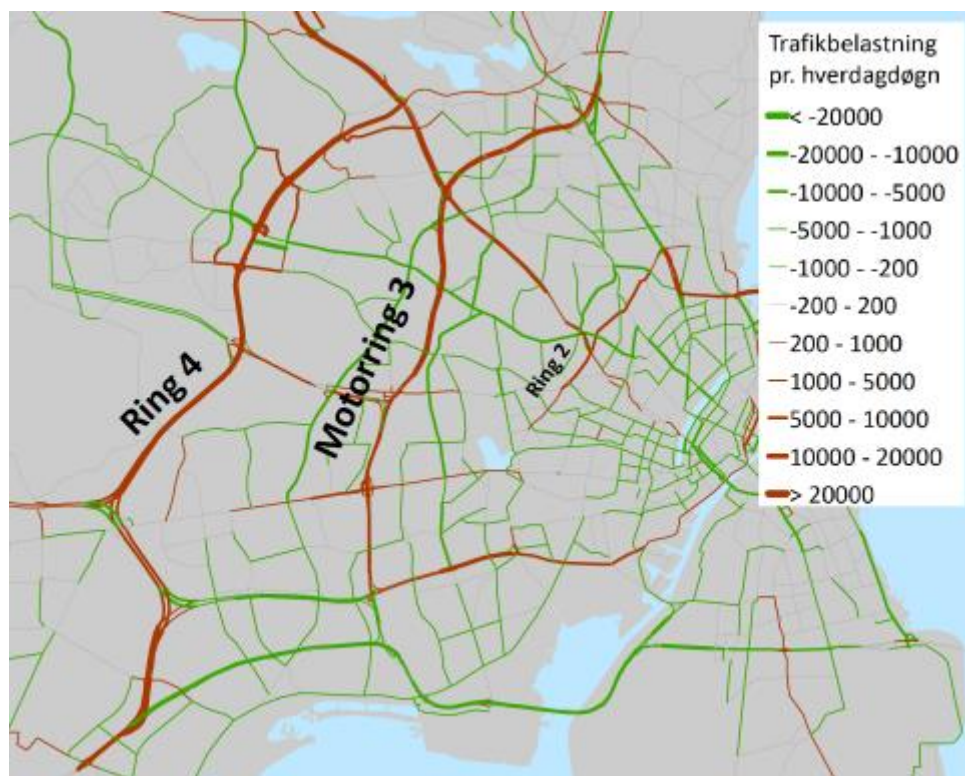 Trafikbelastning
pr. hverdagdøgn
< -20000
-20000 - -10000
-10000 - -5000
-5000 - -1000
-1000 - -200
-200 - 200
200 - 1000
1000 - 5000
5000 - 10000
10000 - 20000
> 20000
Ring 4
Motorring 3
Ring 2